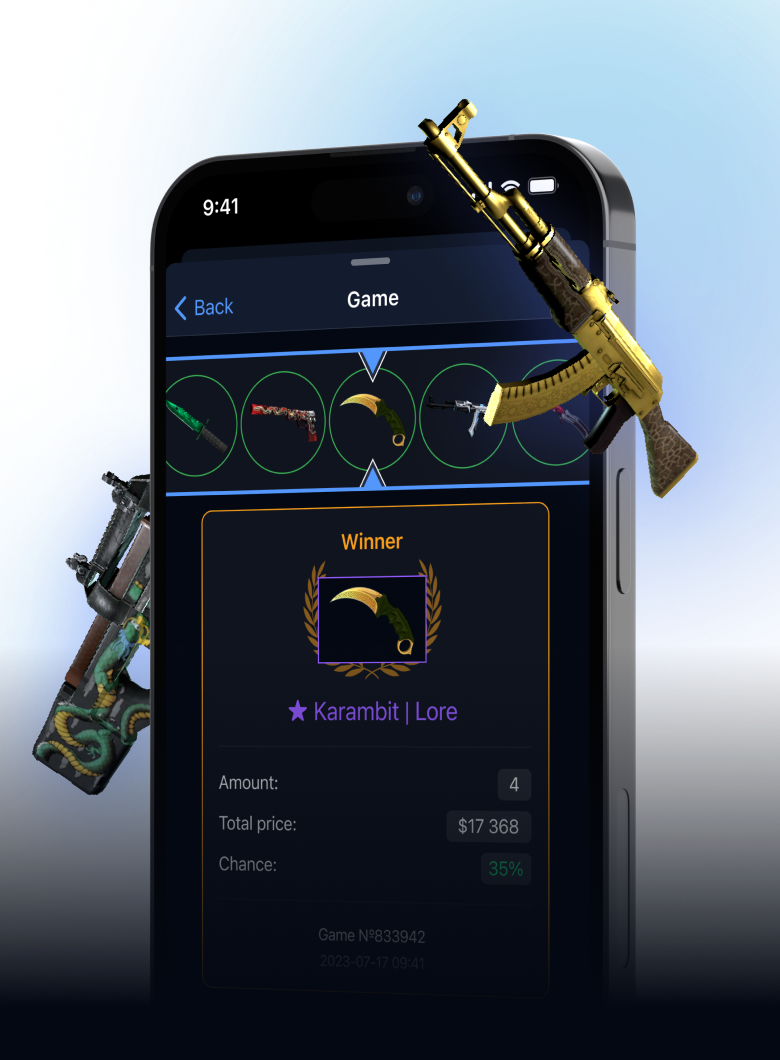 9:41
Back
Game
Winner
★ Karambit | Lore
Amount:
4
Total price:
$17 368
Chance:
35%
Game №833942
2023-07-17 09:41